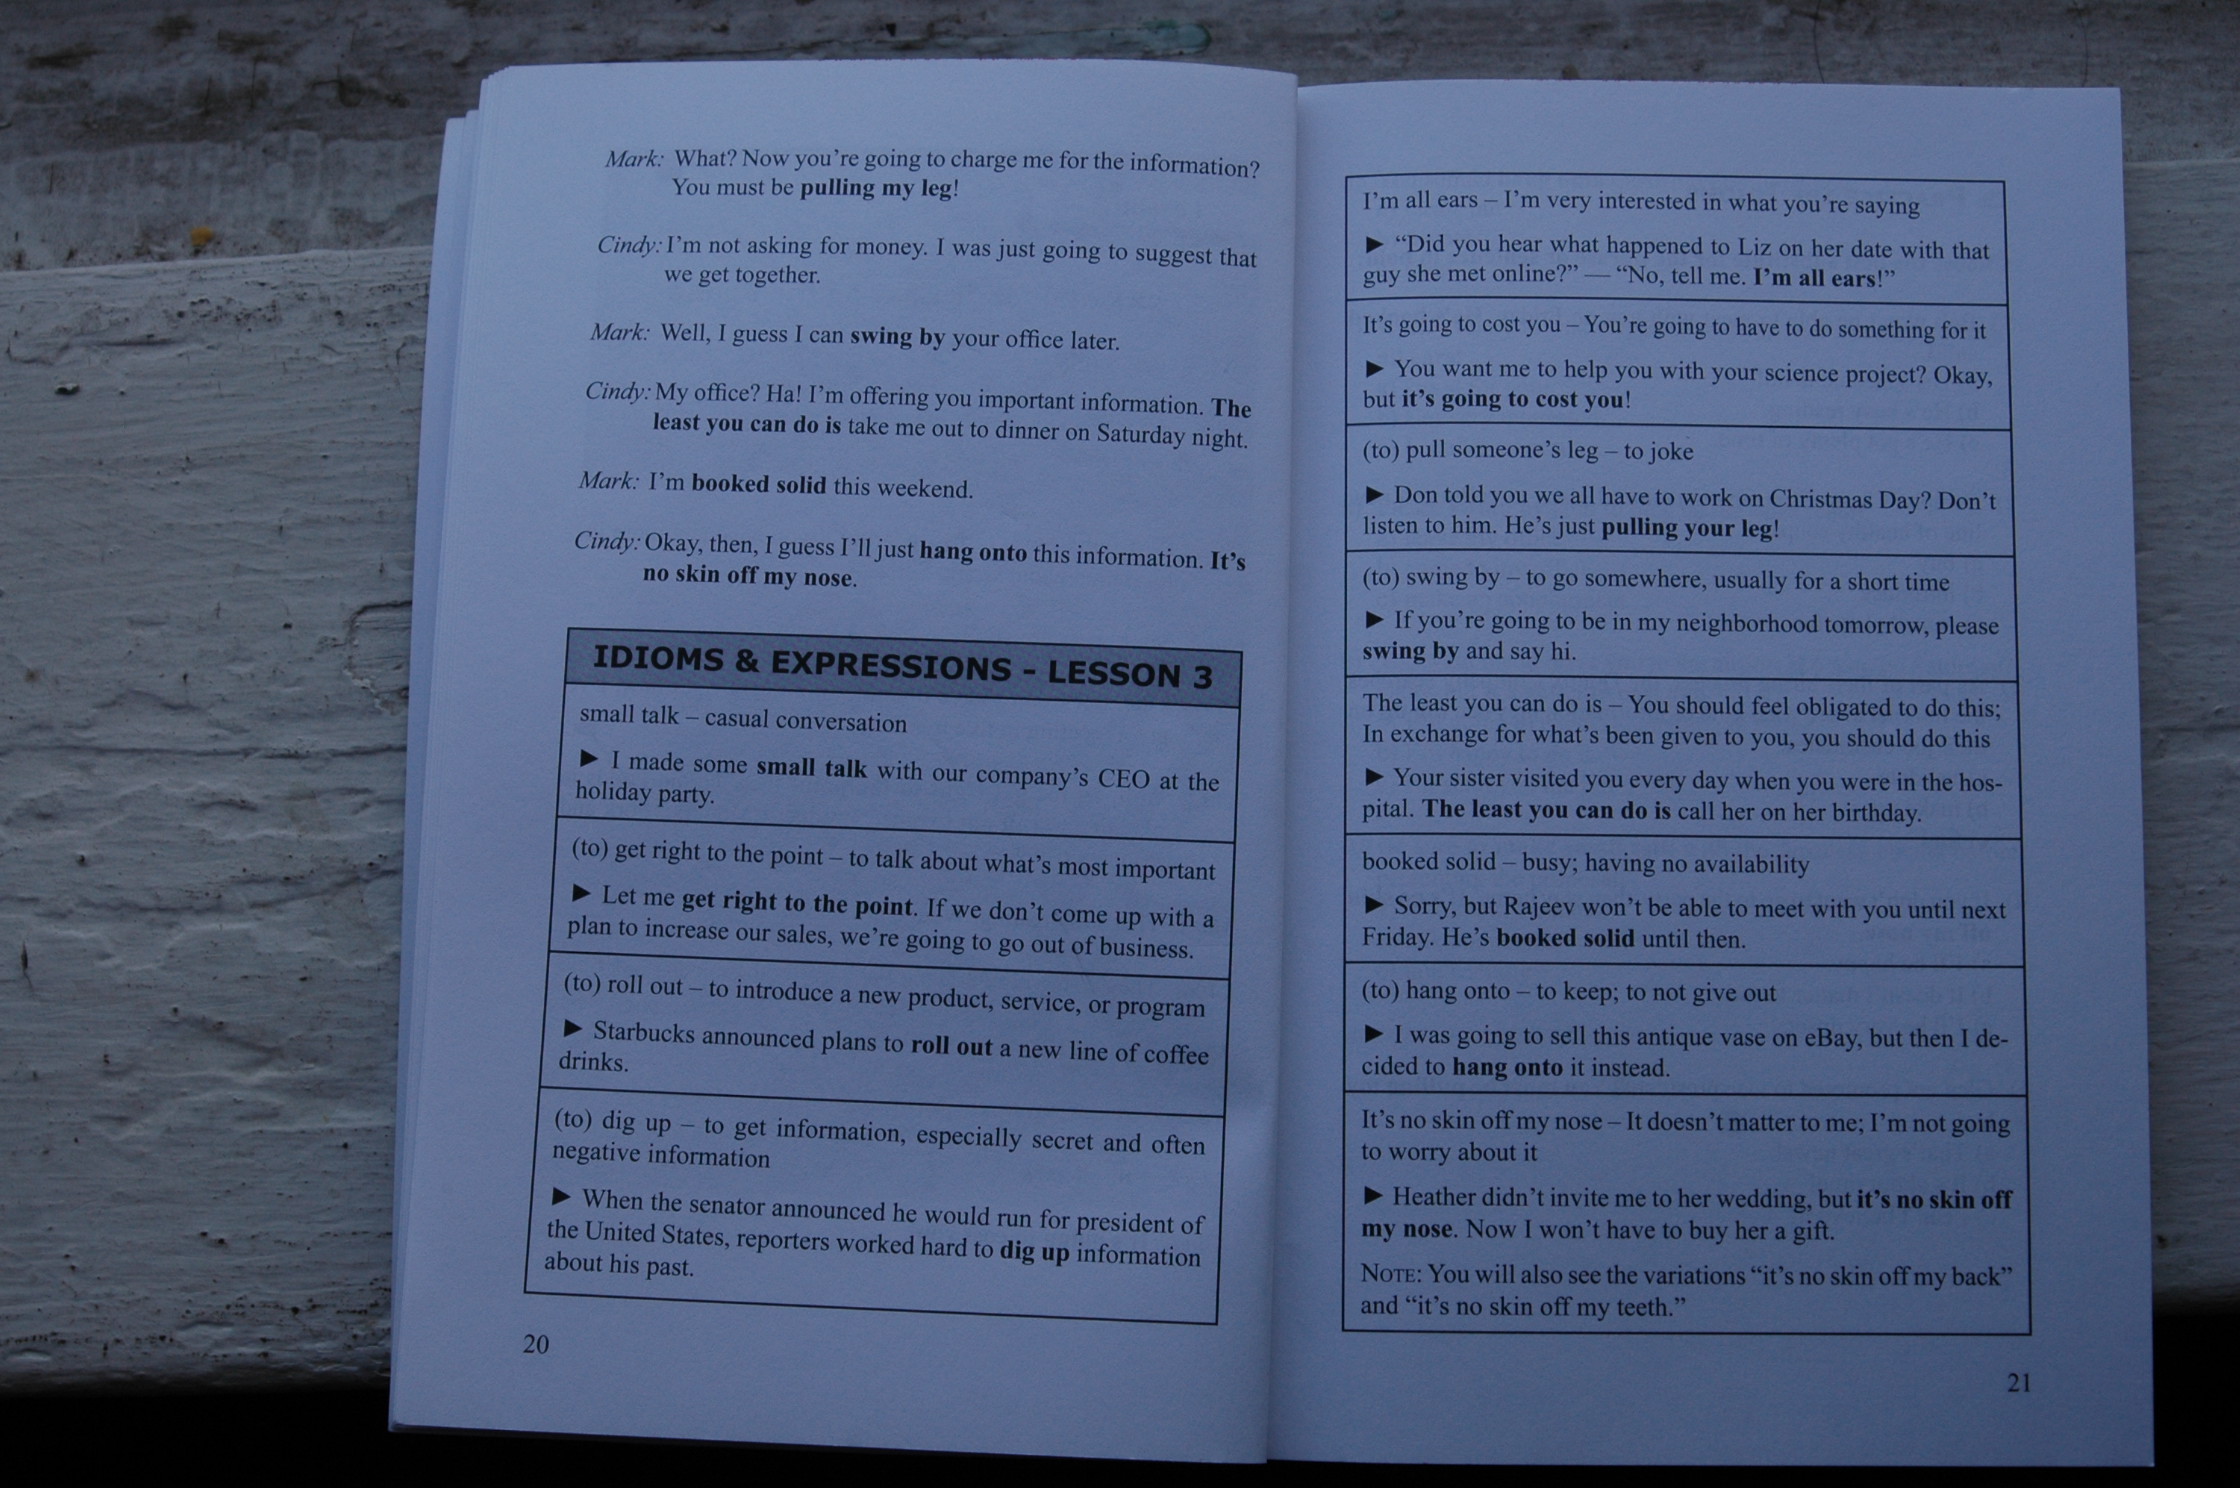 Mark: What? Now you're going to charge me for the information?
You must be pulling my leg!
Cindy: I'm not asking for money. I was just going to suggest that
we get together.
Mark: Well, I guess I can swing by your office later.
Cindy: My office? Ha! I'm offering you important information. The
least you can do is take me out to dinner on Saturday night.
Mark: I'm booked solid this weekend.
Cindy: Okay, then, I guess I'll just hang onto this information. It's
no skin off my nose.
IDIOMS & EXPRESSIONS - LESSON 3
small talk – casual conversation
► I made some small talk with our company's CEO at the
holiday party.
(to) get right to the point – to talk about what's most important
► Let me get right to the point. If we don't come up with a
plan to increase our sales, we're going to go out of business.
(to) roll out – to introduce a new product, service, or program
► Starbucks announced plans to roll out a new line of coffee
drinks.
(to) dig up – to get information, especially secret and often
negative information
► When the senator announced he would run for president of
the United States, reporters worked hard to dig up information
about his past.
20
I'm all ears – I'm very interested in what you're saying
► “Did you hear what happened to Liz on her date with that
guy she met online?” — “No, tell me. I'm all ears!”
It's going to cost you – You're going to have to do something for it
► You want me to help you with your science project? Okay,
but it's going to cost you!
(to) pull someone's leg – to joke
► Don told you we all have to work on Christmas Day? Don't
listen to him. He's just pulling your leg!
(to) swing by – to go somewhere, usually for a short time
► If you're going to be in my neighborhood tomorrow, please
swing by and say hi.
The least you can do is – You should feel obligated to do this;
In exchange for what's been given to you, you should do this
► Your sister visited you every day when you were in the hos-
pital. The least you can do is call her on her birthday.
booked solid – busy; having no availability
► Sorry, but Rajeev won't be able to meet with you until next
Friday. He's booked solid until then.
(to) hang onto – to keep; to not give out
► I was going to sell this antique vase on eBay, but then I de-
cided to hang onto it instead.
It's no skin off my nose – It doesn't matter to me; I'm not going
to worry about it
► Heather didn't invite me to her wedding, but it's no skin off
my nose. Now I won't have to buy her a gift.
NOTE: You will also see the variations “it's no skin off my back”
and “it's no skin off my teeth.”
21